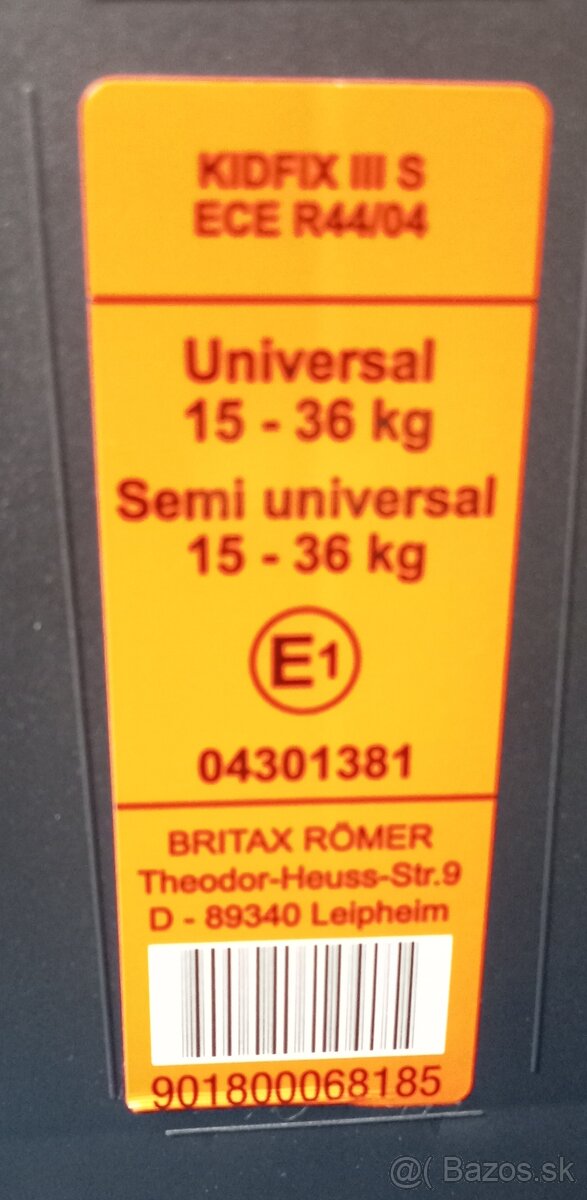 KIDFIX III S
ECE R44/04
Universal
15 - 36 kg
Semi universal
15 - 36 kg
E1
04301381
BRITAX RÖMER
Theodor-Heuss-Str.9
D - 89340 Leipheim
901800068185
@( Bazos.sk